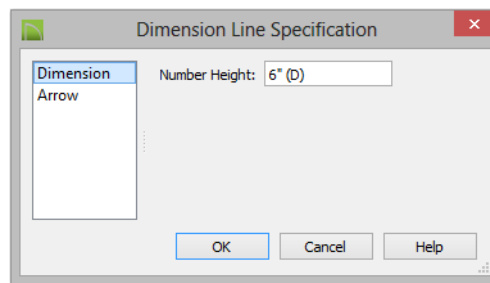 Dimension Line Specification
Dimension
Arrow
Number Height: 6" (D)
OK Cancel Help